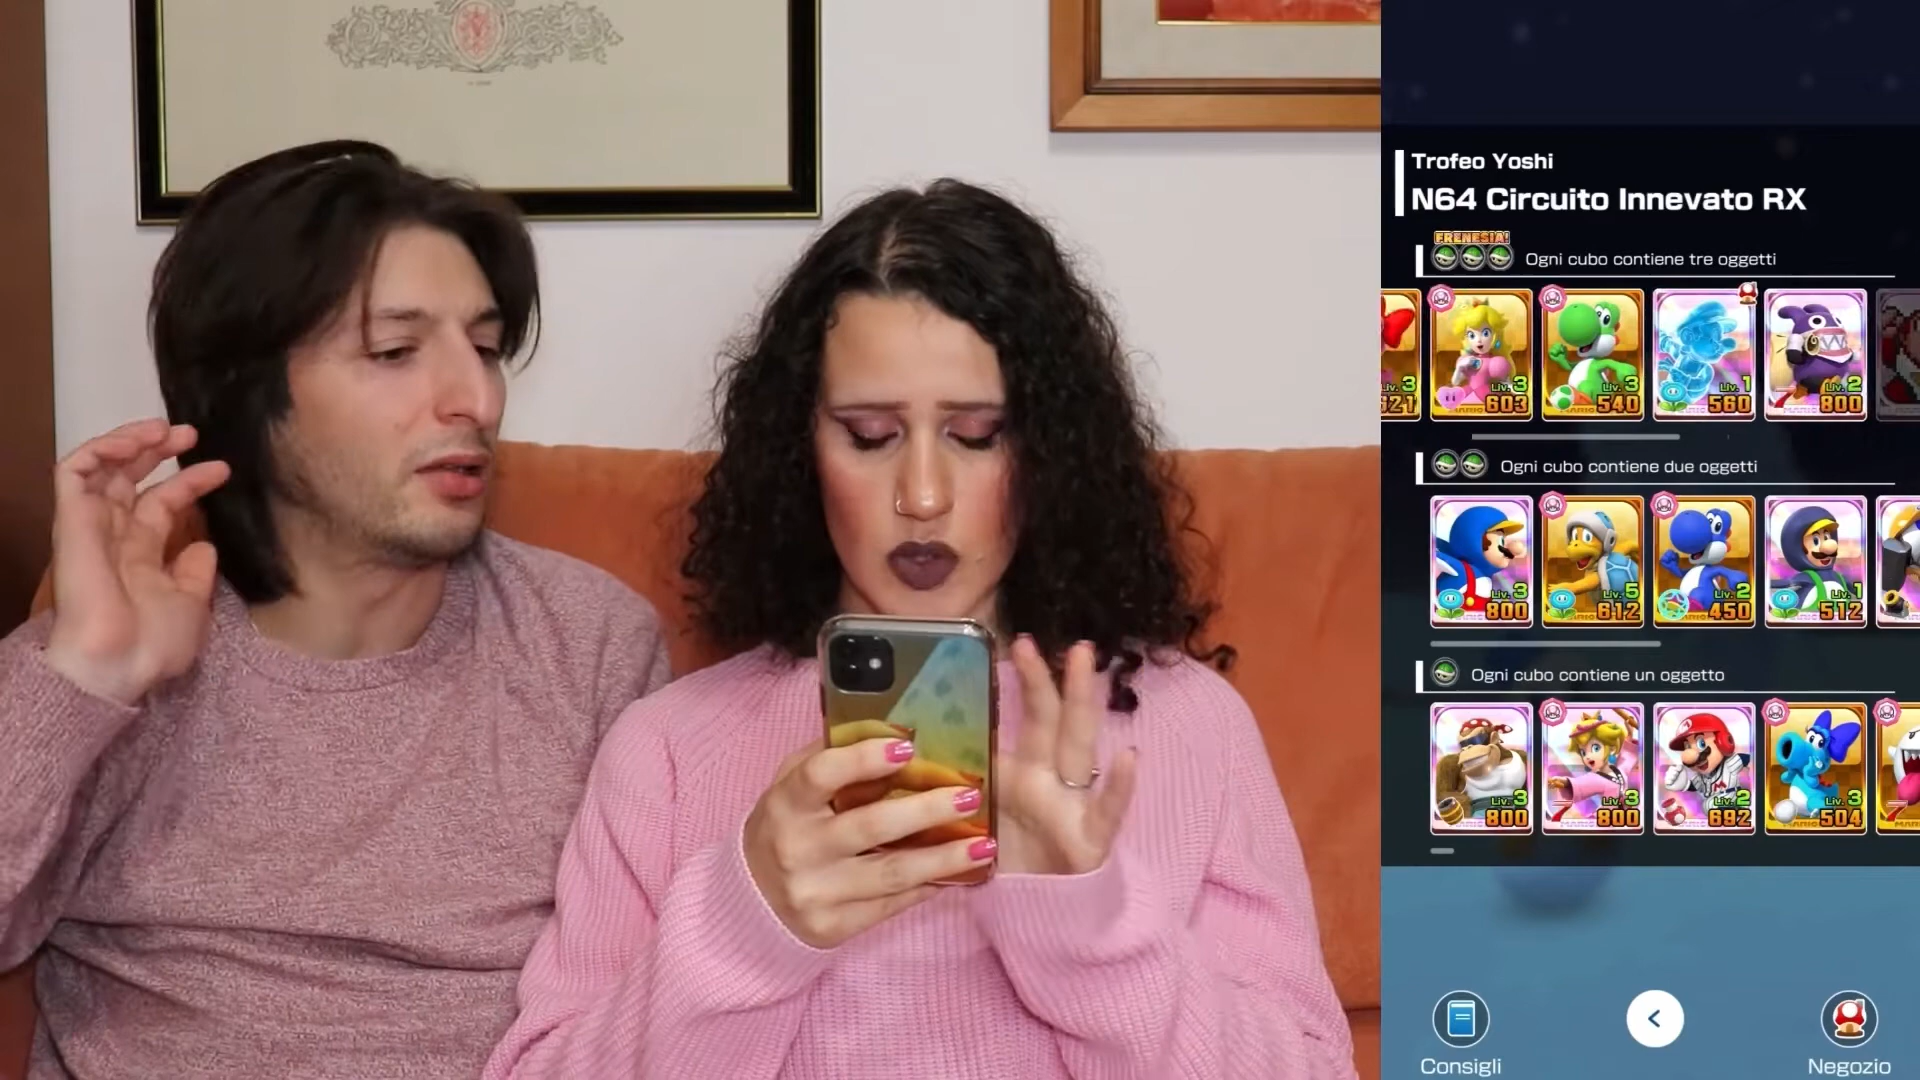 Trofeo Yoshi
N64 Circuito Innevato RX
FRENESIA!
Ogni cubo contiene tre oggetti
Liv. 3 Liv. 3 Liv. 3 Liv. 1 Liv. 2
621 603 540 560 800
Ogni cubo contiene due oggetti
Liv. 3 Liv. 5 Liv. 2 Liv. 1
800 612 450 512
Ogni cubo contiene un oggetto
Liv. 3 Liv. 3 Liv. 2 Liv. 3
800 800 692 504
Consigli
Negozio